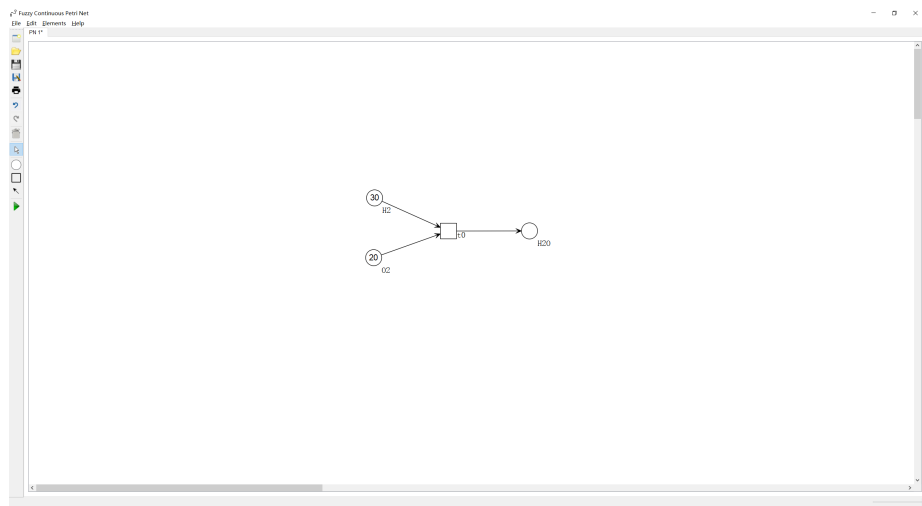 Fuzzy Continuous Petri Net
File Edit Elements Help
PN 1*
30
H2
t0
H2O
20
O2